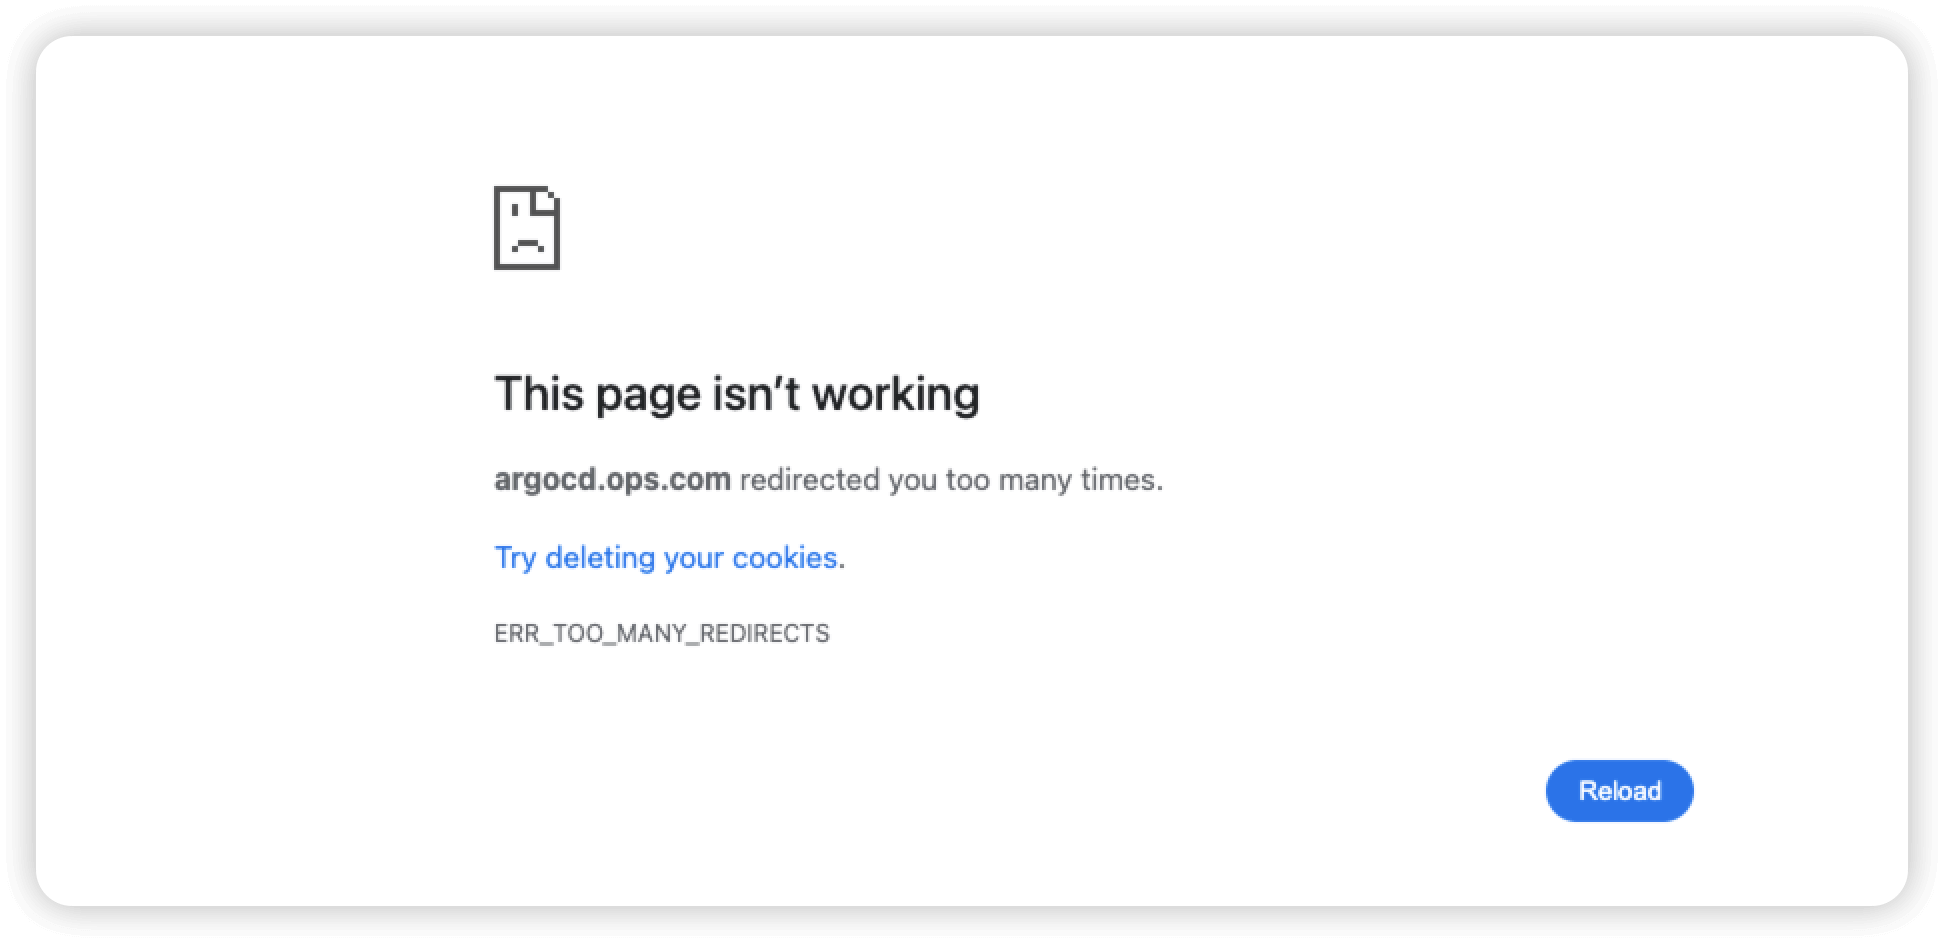 This page isn’t working
argocd.ops.com redirected you too many times.
Try deleting your cookies.
ERR_TOO_MANY_REDIRECTS
Reload